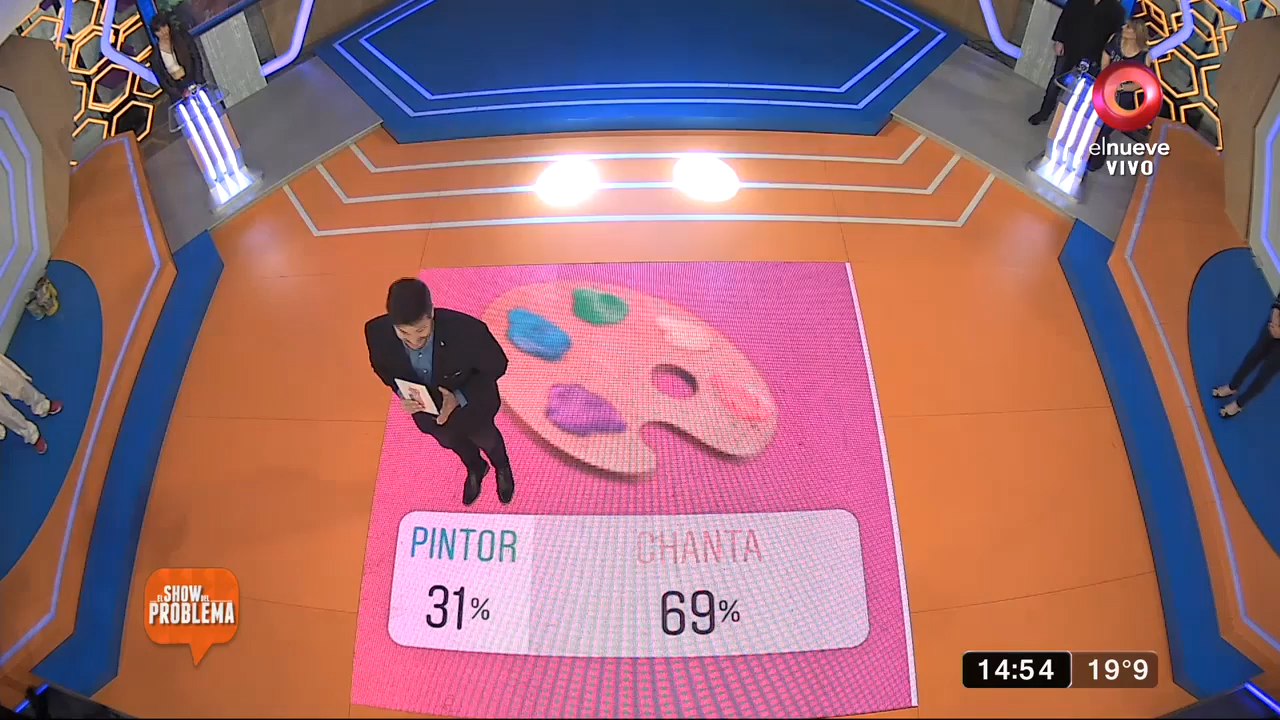 elnueve
VIVO
PINTOR CHANTA
31% 69%
EL SHOW DEL
PROBLEMA
14:54 19°9